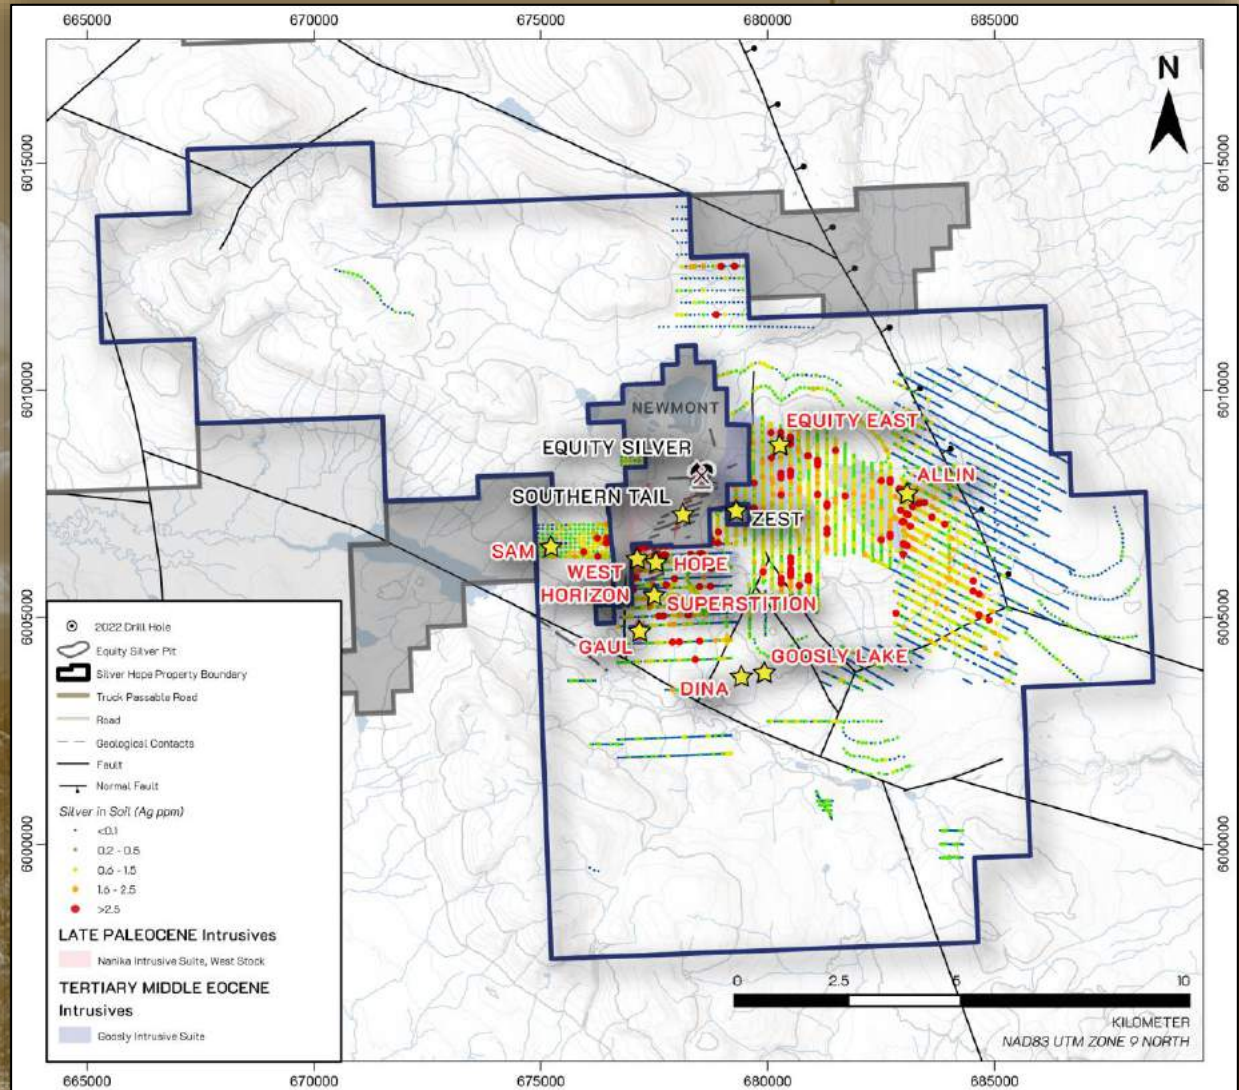 665000
670000
675000
680000
685000
N
6015000
6015000
6010000
6010000
NEWMONT
EQUITY EAST
EQUITY SILVER
ALLIN
SOUTHERN TAIL
ZEST
SAM
WEST
HORIZON
HOPE
SUPERSTITION
GAUL
GOOSLY LAKE
DINA
6005000
6005000
2022 Drill Hole
Equity Silver Pit
Silver Hope Property Boundary
Truck Passable Road
Road
Geological Contacts
Fault
Normal Fault
Silver in Soil (Ag ppm)
<0.1
0.2 - 0.5
0.6 - 1.5
1.6 - 2.5
>2.5
LATE PALEOCENE Intrusives
Nanika Intrusive Suite, West Stock
TERTIARY MIDDLE EOCENE
Intrusives
Goosly Intrusive Suite
6000000
6000000
0 2.5 5 10
KILOMETER
NAD83 UTM ZONE 9 NORTH
665000
670000
675000
680000
685000